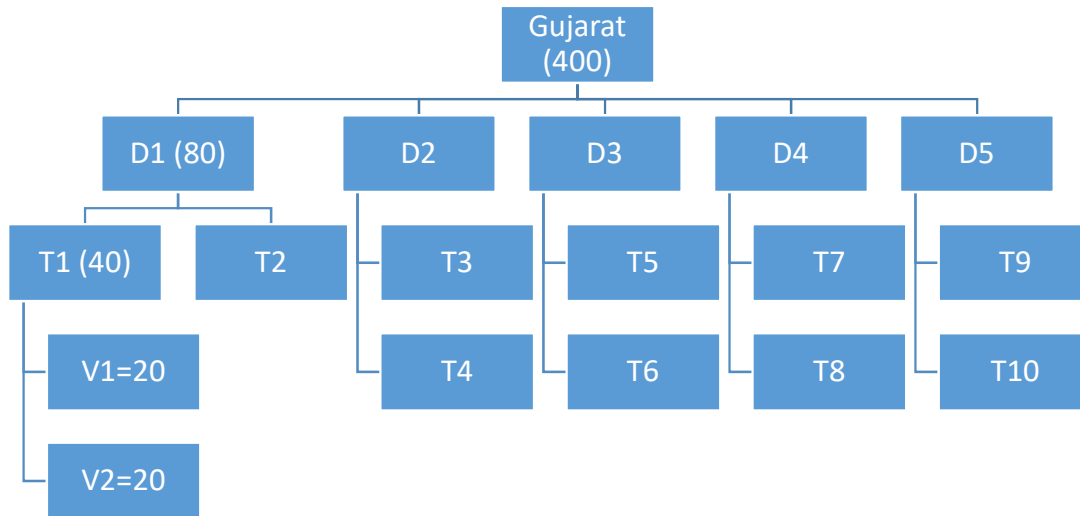 Gujarat
(400)
D1 (80)
D2
D3
D4
D5
T1 (40)
T2
T3
T5
T7
T9
V1=20
T4
T6
T8
T10
V2=20